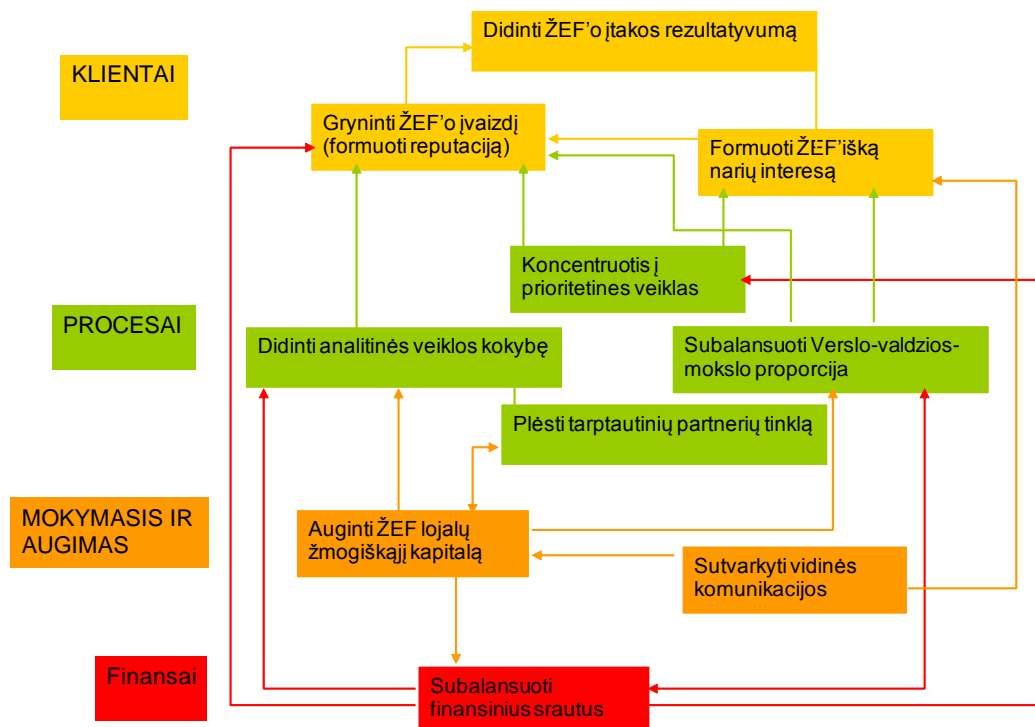 Didinti ŽEF’o įtakos rezultatyvumą
KLIENTAI
Gryninti ŽEF’o įvaizdį
(formuoti reputaciją)
Formuoti ŽEF’išką
narių interesą
Koncentruotis į
prioritetines veiklas
PROCESAI
Didinti analitinės veiklos kokybę
Subalansuoti Verslo-valdzios-
mokslo proporcija
Plėsti tarptautinių partnerių tinklą
MOKYMASIS IR
AUGIMAS
Auginti ŽEF lojalų
žmogiškąjį kapitalą
Sutvarkyti vidinės
komunikacijos
Finansai
Subalansuoti
finansinius srautus